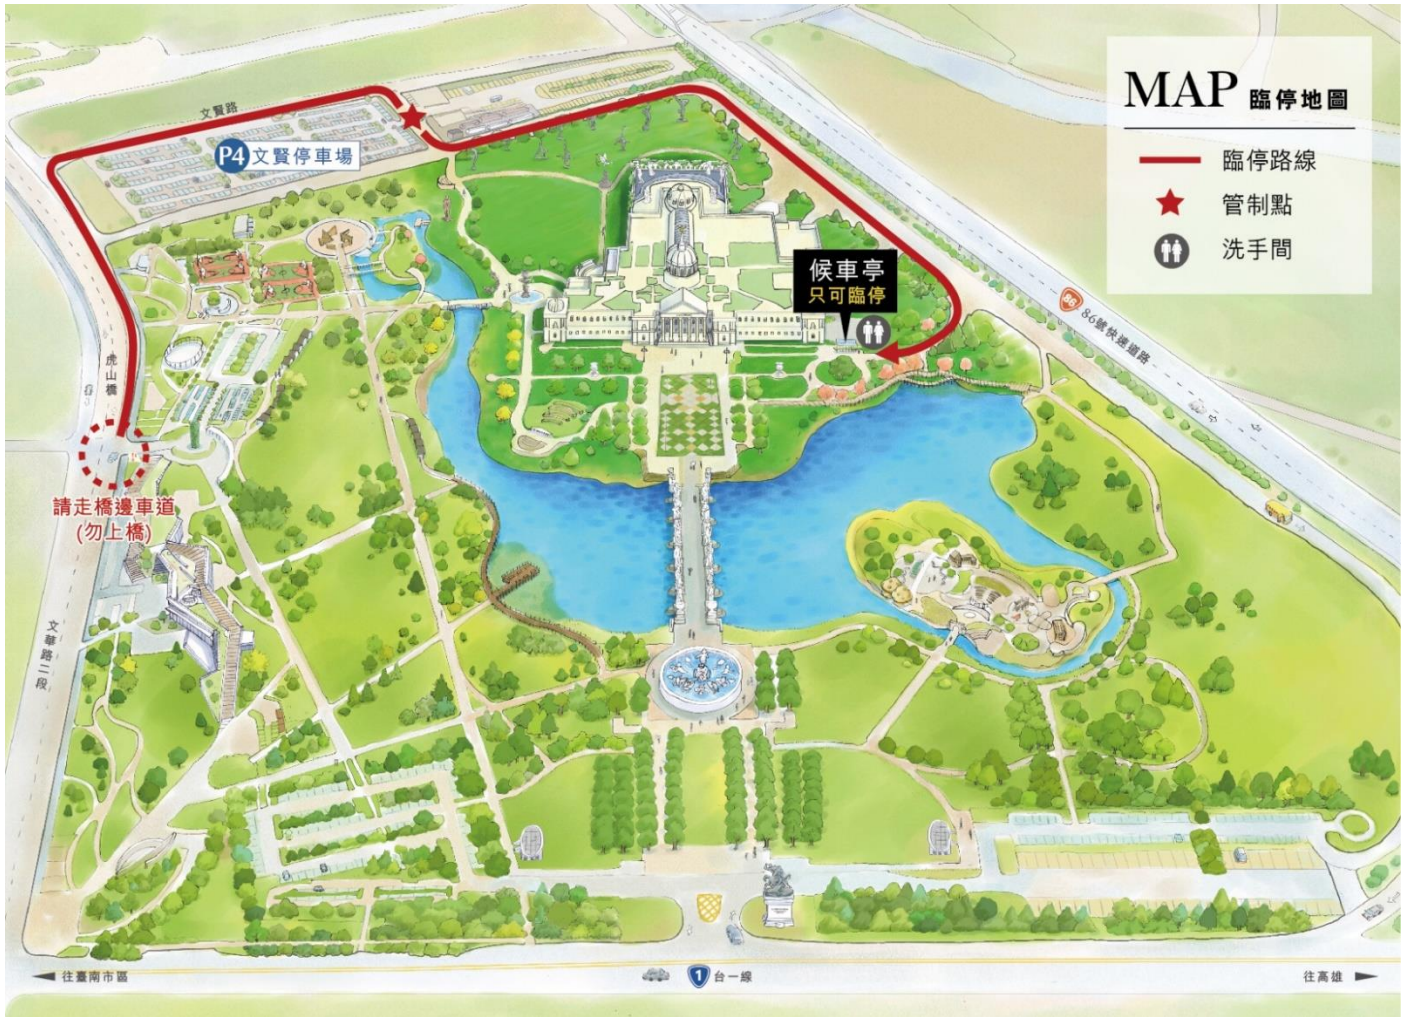 MAP 臨停地圖
臨停路線
管制點
洗手間
文賢路
P4 文賢停車場
候車亭
只可臨停
86
86號快速道路
虎山橋
請走橋邊車道
(勿上橋)
文華路二段
往臺南市區
1 台一線
往高雄